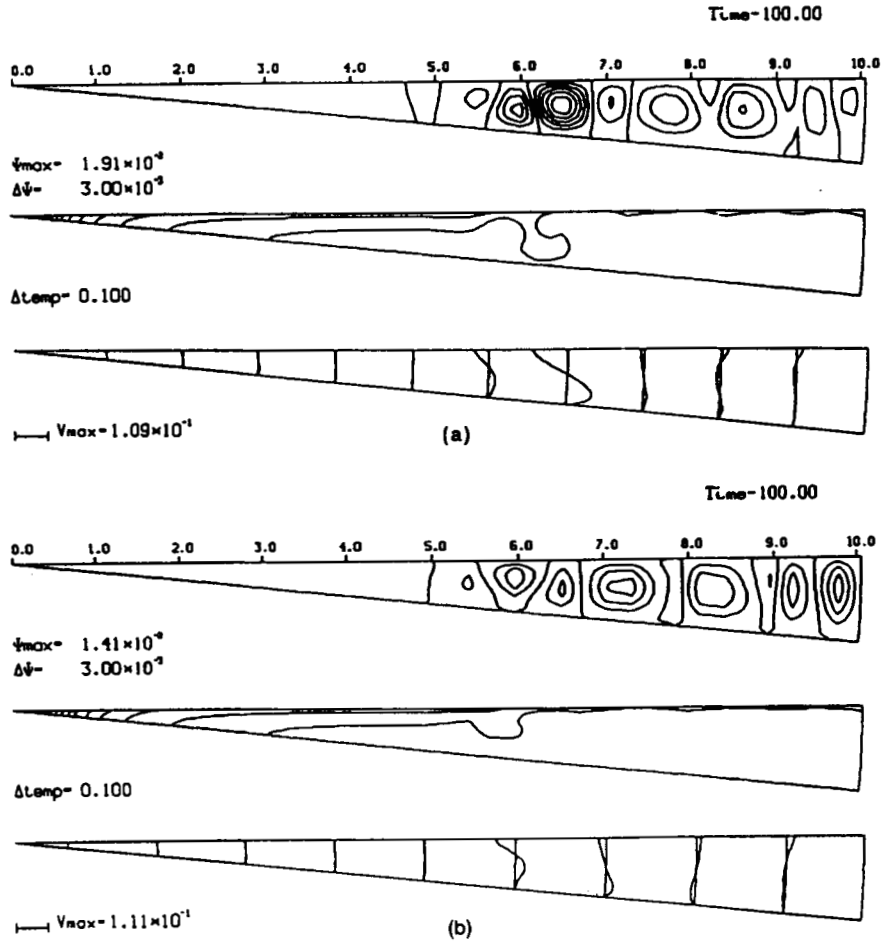 Time-100.00
0.0 1.0 2.0 3.0 4.0 5.0 6.0 7.0 8.0 9.0 10.0
Ψmax= 1.91×10⁻²
ΔΨ= 3.00×10⁻³
Δtemp= 0.100
Vmax=1.09×10⁻¹
(a)
Time-100.00
0.0 1.0 2.0 3.0 4.0 5.0 6.0 7.0 8.0 9.0 10.0
Ψmax= 1.41×10⁻²
ΔΨ= 3.00×10⁻³
Δtemp= 0.100
Vmax=1.11×10⁻¹
(b)